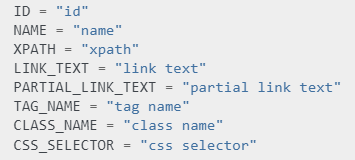 ID = "id"
NAME = "name"
XPATH = "xpath"
LINK_TEXT = "link text"
PARTIAL_LINK_TEXT = "partial link text"
TAG_NAME = "tag name"
CLASS_NAME = "class name"
CSS_SELECTOR = "css selector"